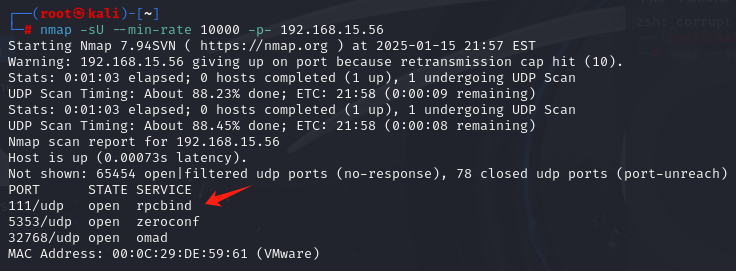 ┌──(root㉿kali)-[~]
└─# nmap -sU --min-rate 10000 -p- 192.168.15.56
Starting Nmap 7.94SVN ( https://nmap.org ) at 2025-01-15 21:57 EST
Warning: 192.168.15.56 giving up on port because retransmission cap hit (10).
Stats: 0:01:03 elapsed; 0 hosts completed (1 up), 1 undergoing UDP Scan
UDP Scan Timing: About 88.23% done; ETC: 21:58 (0:00:09 remaining)
Stats: 0:01:03 elapsed; 0 hosts completed (1 up), 1 undergoing UDP Scan
UDP Scan Timing: About 88.45% done; ETC: 21:58 (0:00:08 remaining)
Nmap scan report for 192.168.15.56
Host is up (0.00073s latency).
Not shown: 65454 open|filtered udp ports (no-response), 78 closed udp ports (port-unreach)
PORT      STATE SERVICE
111/udp   open  rpcbind
5353/udp  open  zeroconf
32768/udp open  omad
MAC Address: 00:0C:29:DE:59:61 (VMware)
zsh: corrupt